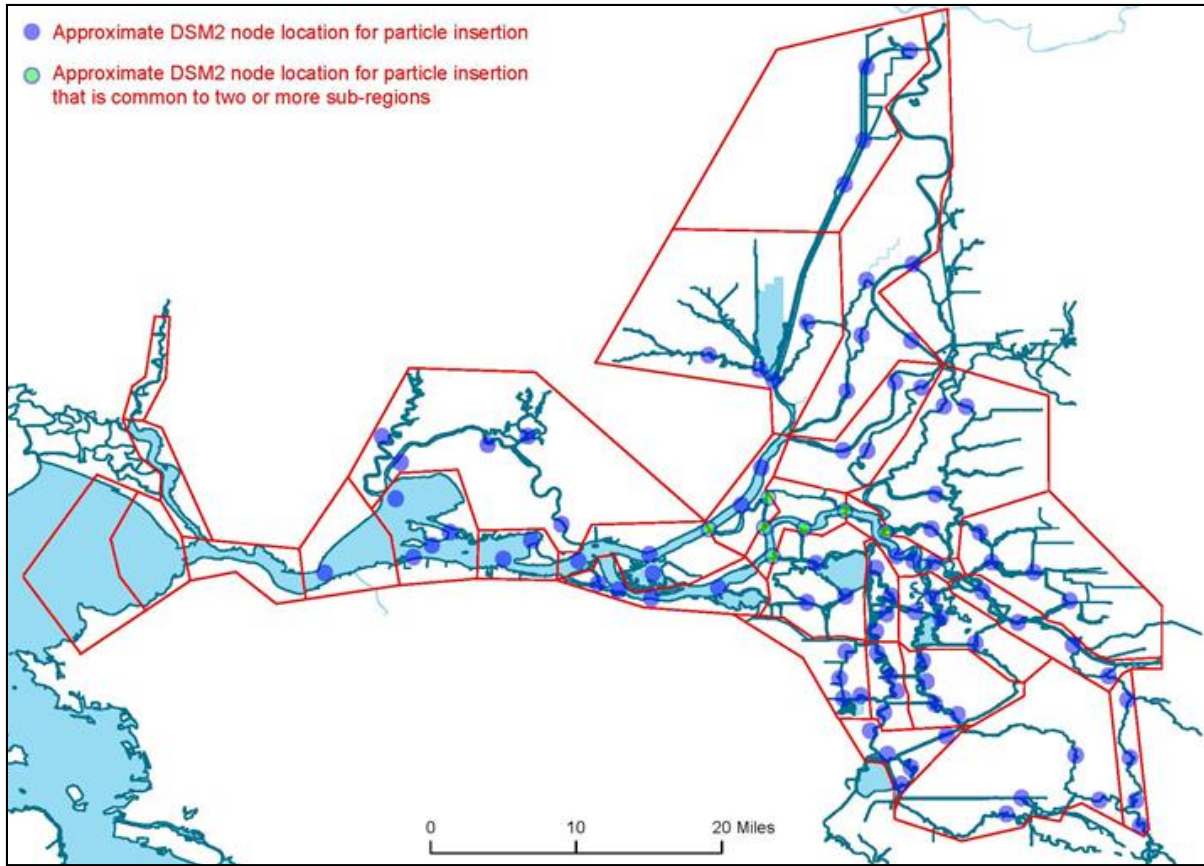 Approximate DSM2 node location for particle insertion
Approximate DSM2 node location for particle insertion
that is common to two or more sub-regions
0 10 20 Miles